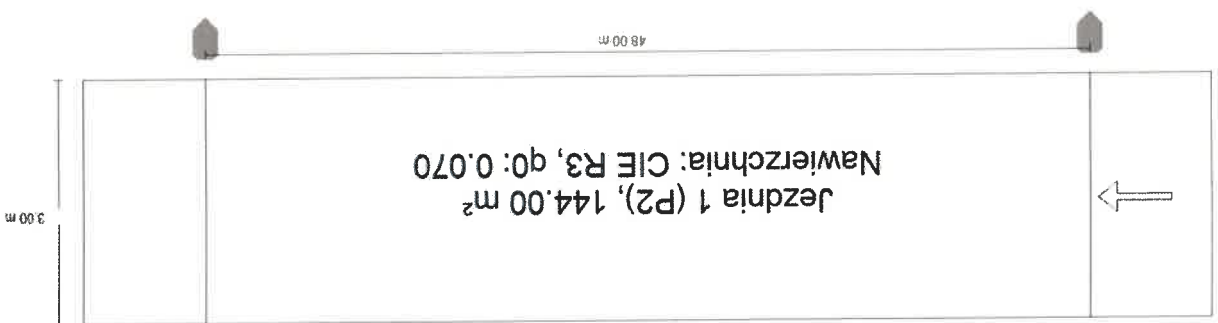 Jezdnia 1 (P2), 144.00 m²
Nawierzchnia: CIE R3, q0: 0.070
3.00 m
48.00 m